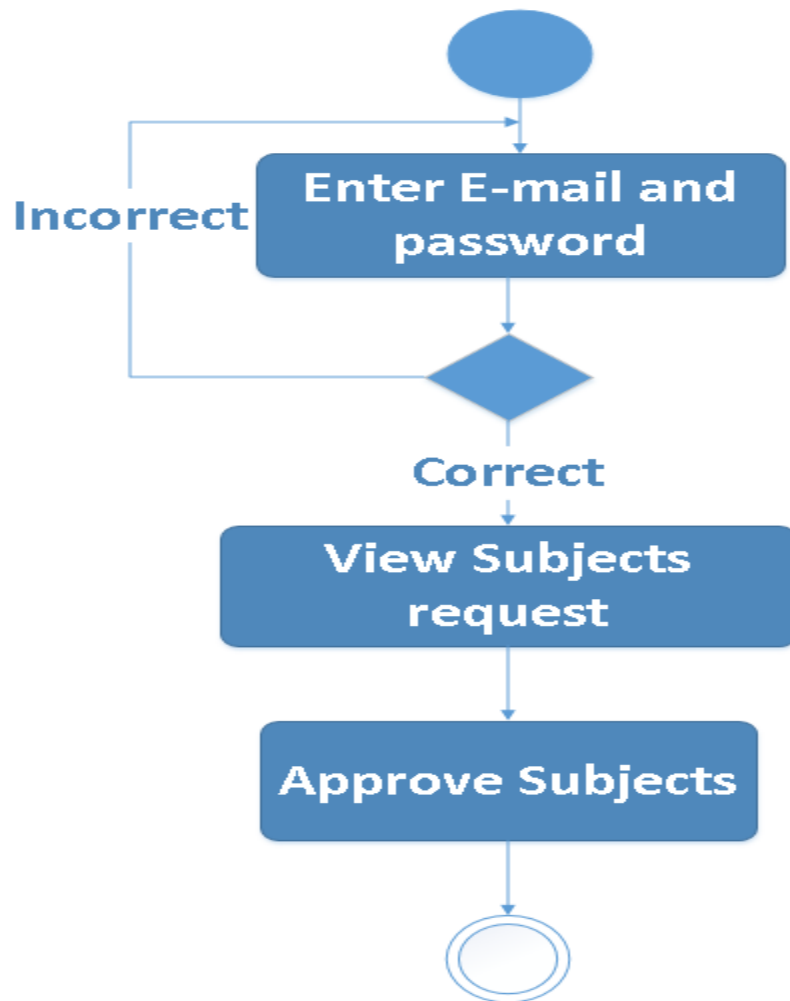 Enter E-mail and
password
Incorrect
Correct
View Subjects
request
Approve Subjects